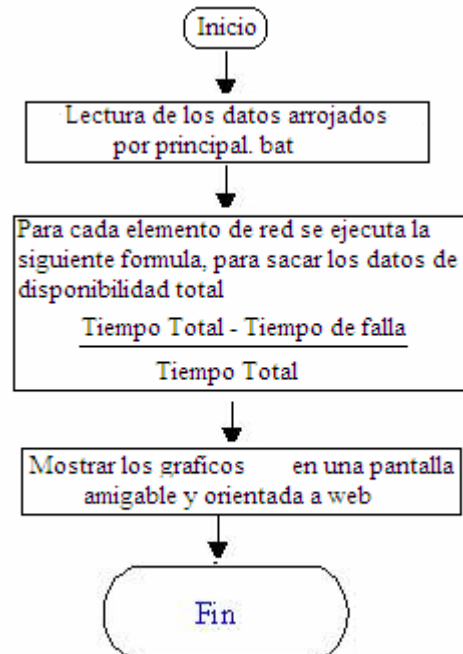 Inicio
Lectura de los datos arrojados
por principal. bat
Para cada elemento de red se ejecuta la
siguiente formula, para sacar los datos de
disponibilidad total
Tiempo Total - Tiempo de falla
Tiempo Total
Mostrar los graficos en una pantalla
amigable y orientada a web
Fin